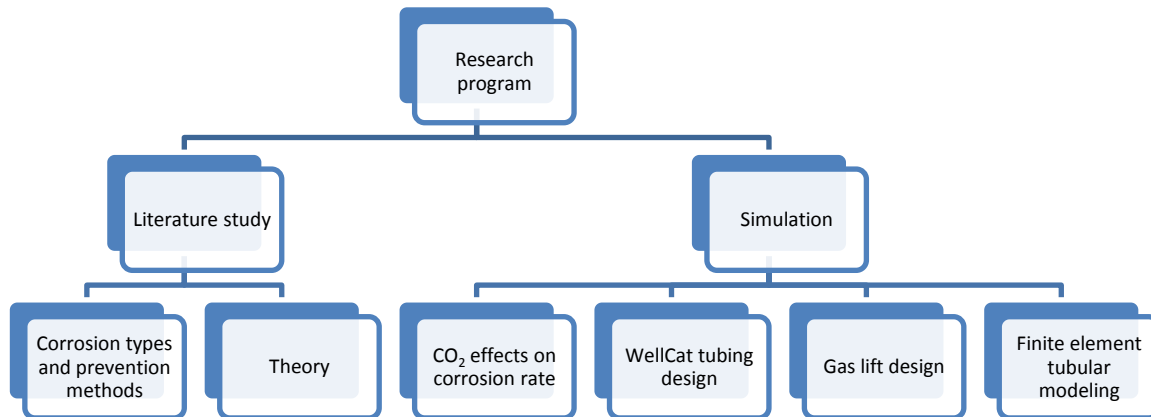 Research
program
Literature study
Simulation
Corrosion types
and prevention
methods
Theory
CO₂ effects on
corrosion rate
WellCat tubing
design
Gas lift design
Finite element
tubular
modeling